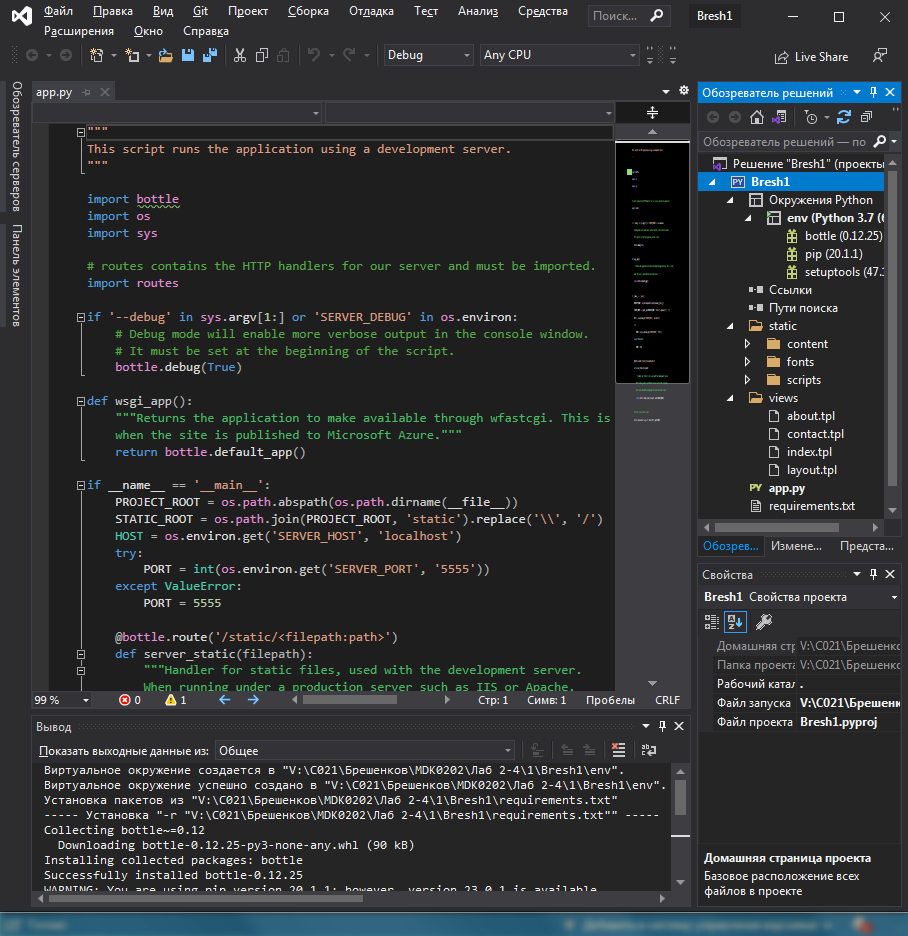 Файл Правка Вид Git Проект Сборка Отладка Тест Анализ Средства Поиск... Bresh1
Расширения Окно Справка
Debug Any CPU Live Share
Обозреватель серверов
Панель элементов
app.py
"""
This script runs the application using a development server.
"""
import bottle
import os
import sys
# routes contains the HTTP handlers for our server and must be imported.
import routes
if '--debug' in sys.argv[1:] or 'SERVER_DEBUG' in os.environ:
# Debug mode will enable more verbose output in the console window.
# It must be set at the beginning of the script.
bottle.debug(True)
def wsgi_app():
"""Returns the application to make available through wfastcgi. This is
when the site is published to Microsoft Azure."""
return bottle.default_app()
if __name__ == '__main__':
PROJECT_ROOT = os.path.abspath(os.path.dirname(__file__))
STATIC_ROOT = os.path.join(PROJECT_ROOT, 'static').replace('\\', '/')
HOST = os.environ.get('SERVER_HOST', 'localhost')
try:
PORT = int(os.environ.get('SERVER_PORT', '5555'))
except ValueError:
PORT = 5555
@bottle.route('/static/<filepath:path>')
def server_static(filepath):
"""Handler for static files, used with the development server.
When running under a production server such as IIS or Apache,
99 % 0 1 Стр: 1 Симв: 1 Пробелы CRLF
Вывод
Показать выходные данные из: Общее
Виртуальное окружение создается в "V:\C021\Брешенков\MDK0202\Лаб 2-4\1\Bresh1\env".
Виртуальное окружение успешно создано в "V:\C021\Брешенков\MDK0202\Лаб 2-4\1\Bresh1\env".
Установка пакетов из "V:\C021\Брешенков\MDK0202\Лаб 2-4\1\Bresh1\requirements.txt"
----- Установка "-r "V:\C021\Брешенков\MDK0202\Лаб 2-4\1\Bresh1\requirements.txt"" -----
Collecting bottle~=0.12
Downloading bottle-0.12.25-py3-none-any.whl (90 kB)
Installing collected packages: bottle
Successfully installed bottle-0.12.25
WARNING: You are using pip version 20.1.1; however, version 23.0.1 is available.
Обозреватель решений
Обозреватель решений — по
Решение "Bresh1" (проекты
PY Bresh1
Окружения Python
env (Python 3.7 (6
bottle (0.12.25)
pip (20.1.1)
setuptools (47.1
Ссылки
Пути поиска
static
content
fonts
scripts
views
about.tpl
contact.tpl
index.tpl
layout.tpl
PY app.py
requirements.txt
Обозрев... Измене... Предста...
Свойства
Bresh1 Свойства проекта
Домашняя стр V:\C021\Брешенко
Папка проекта V:\C021\Брешенко
Рабочий катал .
Файл запуска V:\C021\Брешенк
Файл проекта Bresh1.pyproj
Домашняя страница проекта
Базовое расположение всех
файлов в проекте